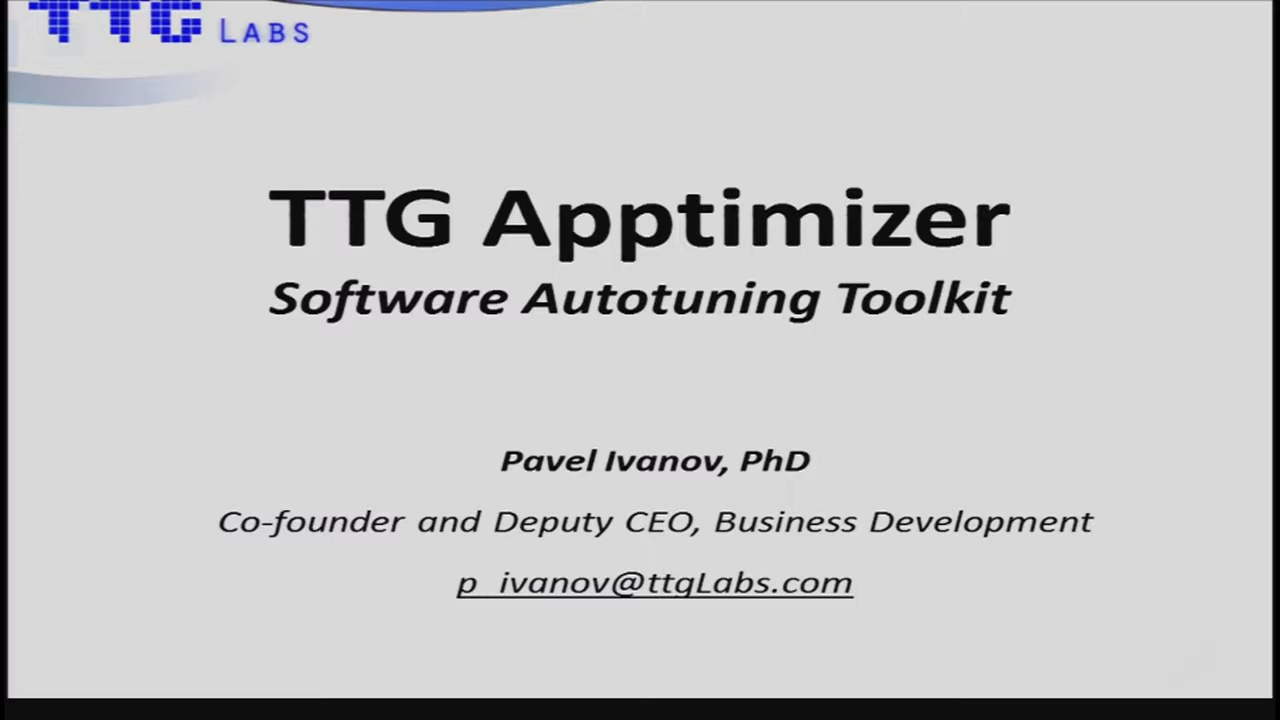 TTG LABS
TTG Apptimizer
Software Autotuning Toolkit
Pavel Ivanov, PhD
Co-founder and Deputy CEO, Business Development
p_ivanov@ttgLabs.com